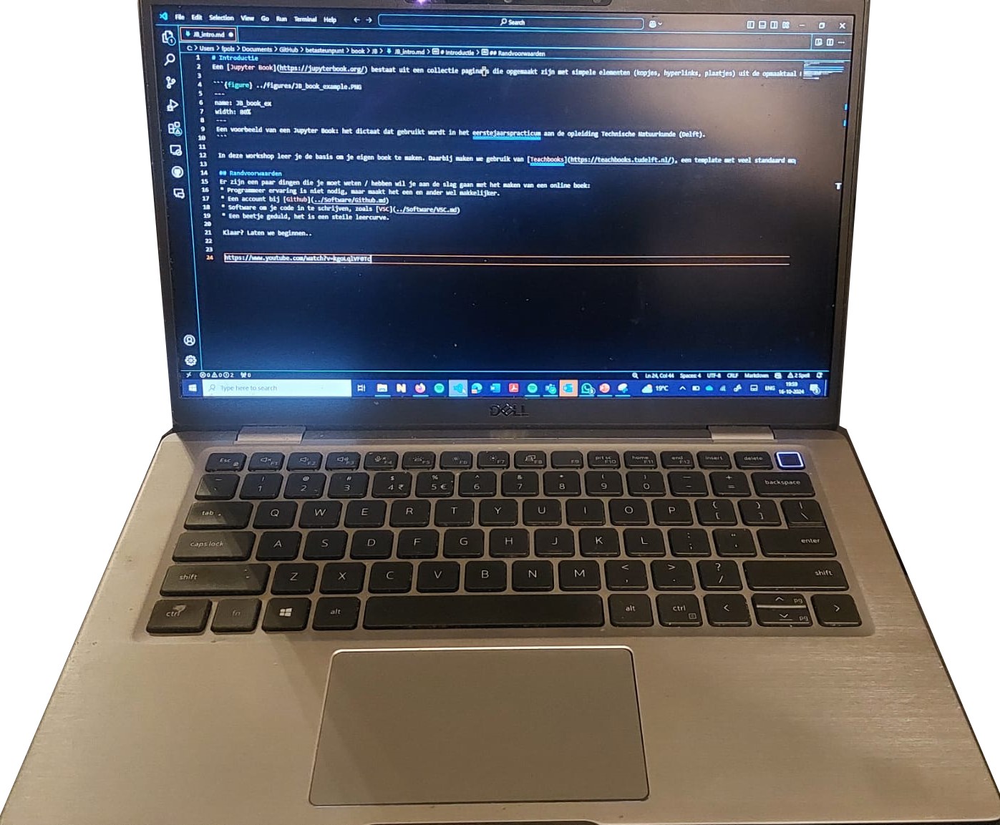 File Edit Selection View Go Run Terminal Help Search
JB_intro.md
C: > Users > fpols > Documents > GitHub > betasteunpunt > book > JB > JB_intro.md > # Introductie > ## Randvoorwaarden
1 # Introductie
2 Een [Jupyter Book](https://jupyterbook.org/) bestaat uit een collectie pagina's die opgemaakt zijn met simpele elementen (kopjes, hyperlinks, plaatjes) uit de opmaaktaal
3
4 ```{figure} ../figures/JB_book_example.PNG
5 ---
6 name: JB_book_ex
7 width: 80%
8 ---
9 Een voorbeeld van een Jupyter Book: het dictaat dat gebruikt wordt in het eerstejaarspracticum aan de opleiding Technische Natuurkunde (Delft).
10 ```
11
12 In deze workshop leer je de basis om je eigen boek te maken. Daarbij maken we gebruik van [Teachbooks](https://teachbooks.tudelft.nl/), een template met veel standaard
13
14 ## Randvoorwaarden
15 Er zijn een paar dingen die je moet weten / hebben wil je aan de slag gaan met het maken van een online boek:
16 * Programmeer ervaring is niet nodig, maar maakt het een en ander wel makkelijker.
17 * Een account bij [Github](../Software/Github.md)
18 * Software om je code in te schrijven, zoals [VSC](../Software/VSC.md)
19 * Een beetje geduld, het is een steile leercurve.
20
21 Klaar? Laten we beginnen..
22
23
24 https://www.youtube.com/watch?v=kgoLqlVF0Tc
0 0 2 0 Ln 24, Col 44 Spaces: 4 UTF-8 CRLF Markdown 2 Spell
Type here to search 19°C ENG 19:59
16-10-2024
DELL
Esc F1 F2 F3 F4 F5 F6 F7 F8 F9 prt sc F10 home F11 end F12 insert delete
~ ` ! 1 @ 2 # 3 $ 4 ₹ % 5 € ^ 6 & 7 * 8 ( 9 ) 0 — - + = backspace
tab Q W E R T Y U I O P { [ } ] | \
caps lock A S D F G H J K L : ; " ' enter
shift Z X C V B N M < , > . ? / shift
ctrl fn alt alt ctrl < pg pg >